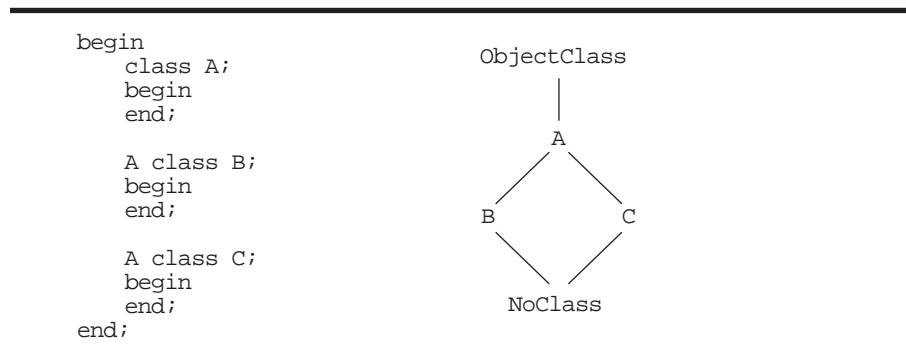 begin
class A;
begin
end;
A class B;
begin
end;
A class C;
begin
end;
end;
ObjectClass
A
B C
NoClass